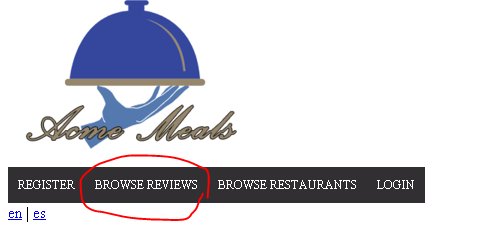 Acme Meals
REGISTER BROWSE REVIEWS BROWSE RESTAURANTS LOGIN
en | es